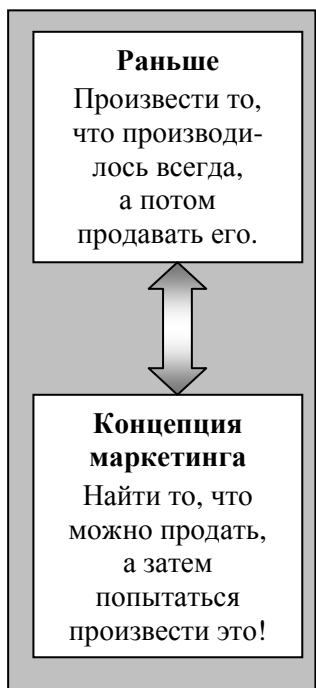 Раньше
Произвести то,
что производи-
лось всегда,
а потом
продавать его.
Концепция
маркетинга
Найти то, что
можно продать,
а затем
попытаться
произвести это!